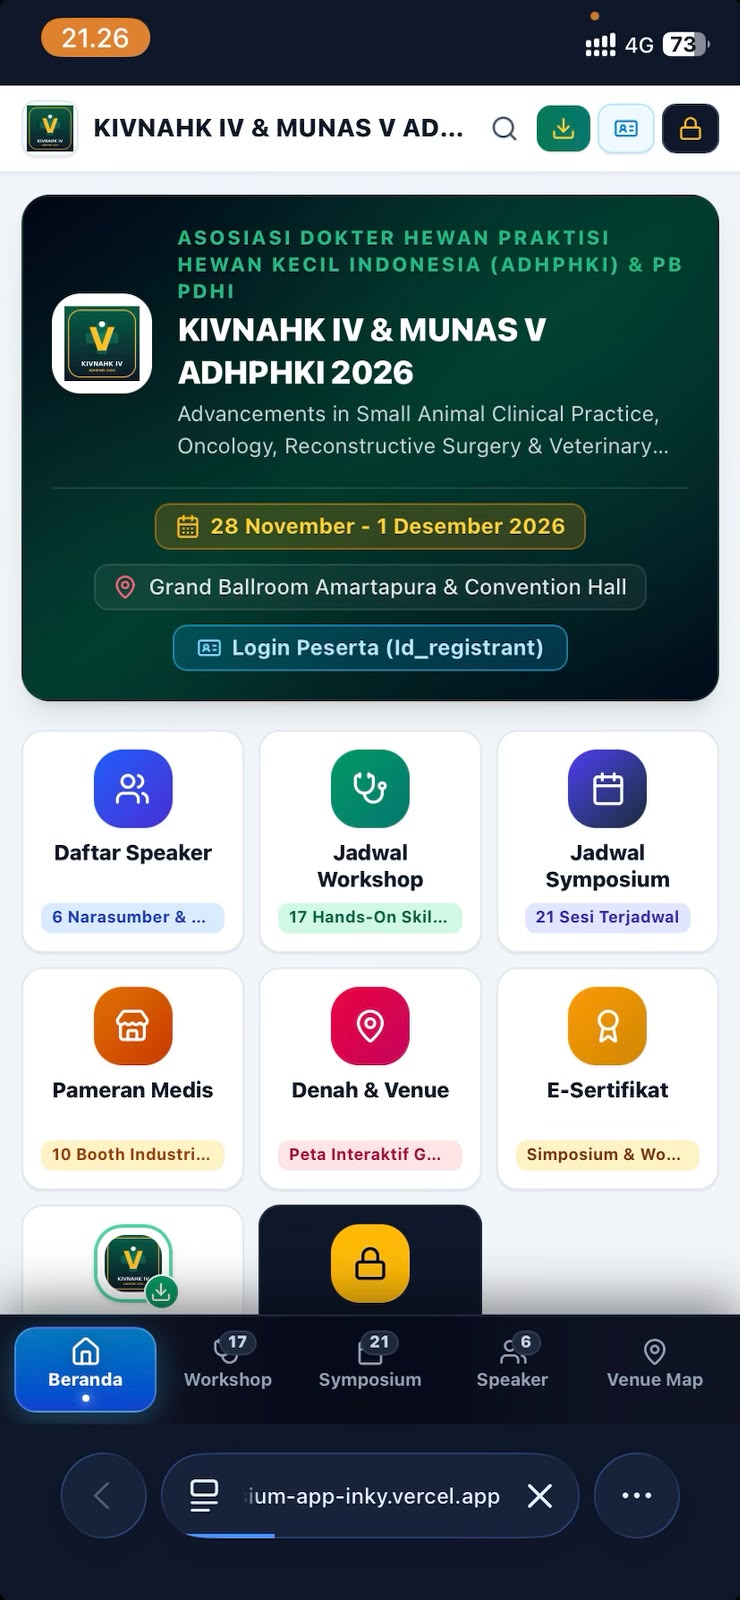 21.26
4G 73
KIVNAHK IV & MUNAS V AD...
ASOSIASI DOKTER HEWAN PRAKTISI
HEWAN KECIL INDONESIA (ADHPHKI) & PB
PDHI
KIVNAHK IV
KIVNAHK IV & MUNAS V
ADHPHKI 2026
Advancements in Small Animal Clinical Practice,
Oncology, Reconstructive Surgery & Veterinary...
28 November - 1 Desember 2026
Grand Ballroom Amartapura & Convention Hall
Login Peserta (Id_registrant)
Daftar Speaker
6 Narasumber & ...
Jadwal
Workshop
17 Hands-On Skil...
Jadwal
Symposium
21 Sesi Terjadwal
Pameran Medis
10 Booth Industri...
Denah & Venue
Peta Interaktif G...
E-Sertifikat
Simposium & Wo...
Beranda
17
Workshop
21
Symposium
6
Speaker
Venue Map
ium-app-inky.vercel.app